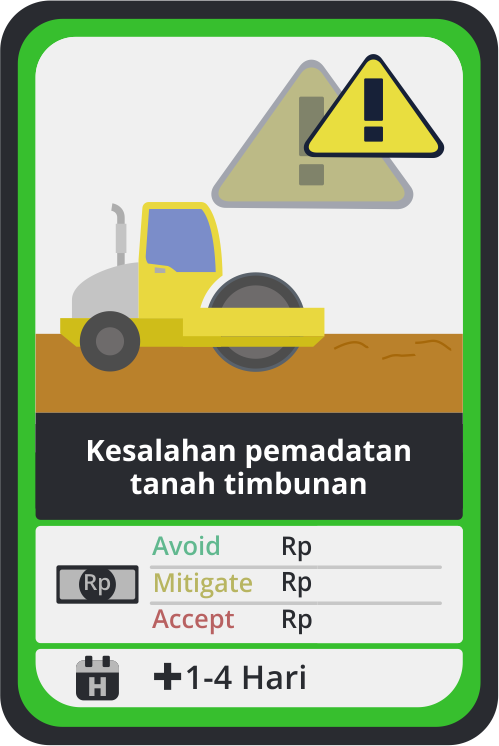 Kesalahan pemadatan
tanah timbunan
Rp
Avoid Rp
Mitigate Rp
Accept Rp
H
+1-4 Hari